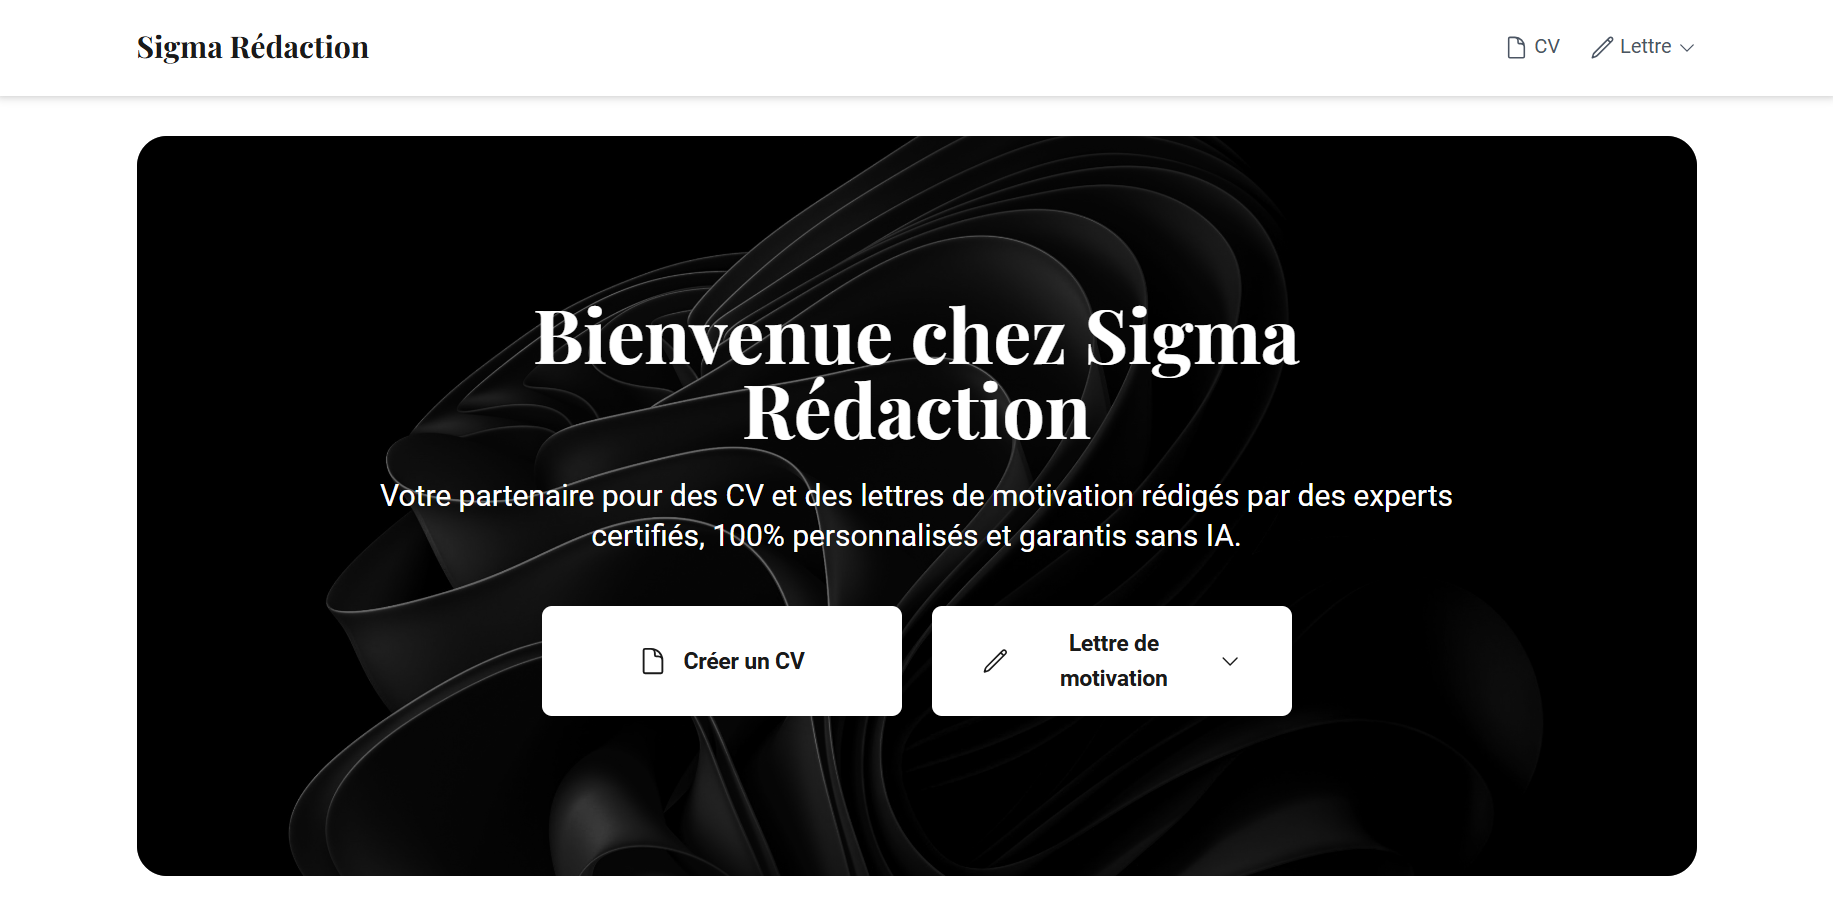 Sigma Rédaction
CV
Lettre
Bienvenue chez Sigma
Rédaction
Votre partenaire pour des CV et des lettres de motivation rédigés par des experts
certifiés, 100% personnalisés et garantis sans IA.
Créer un CV
Lettre de
motivation